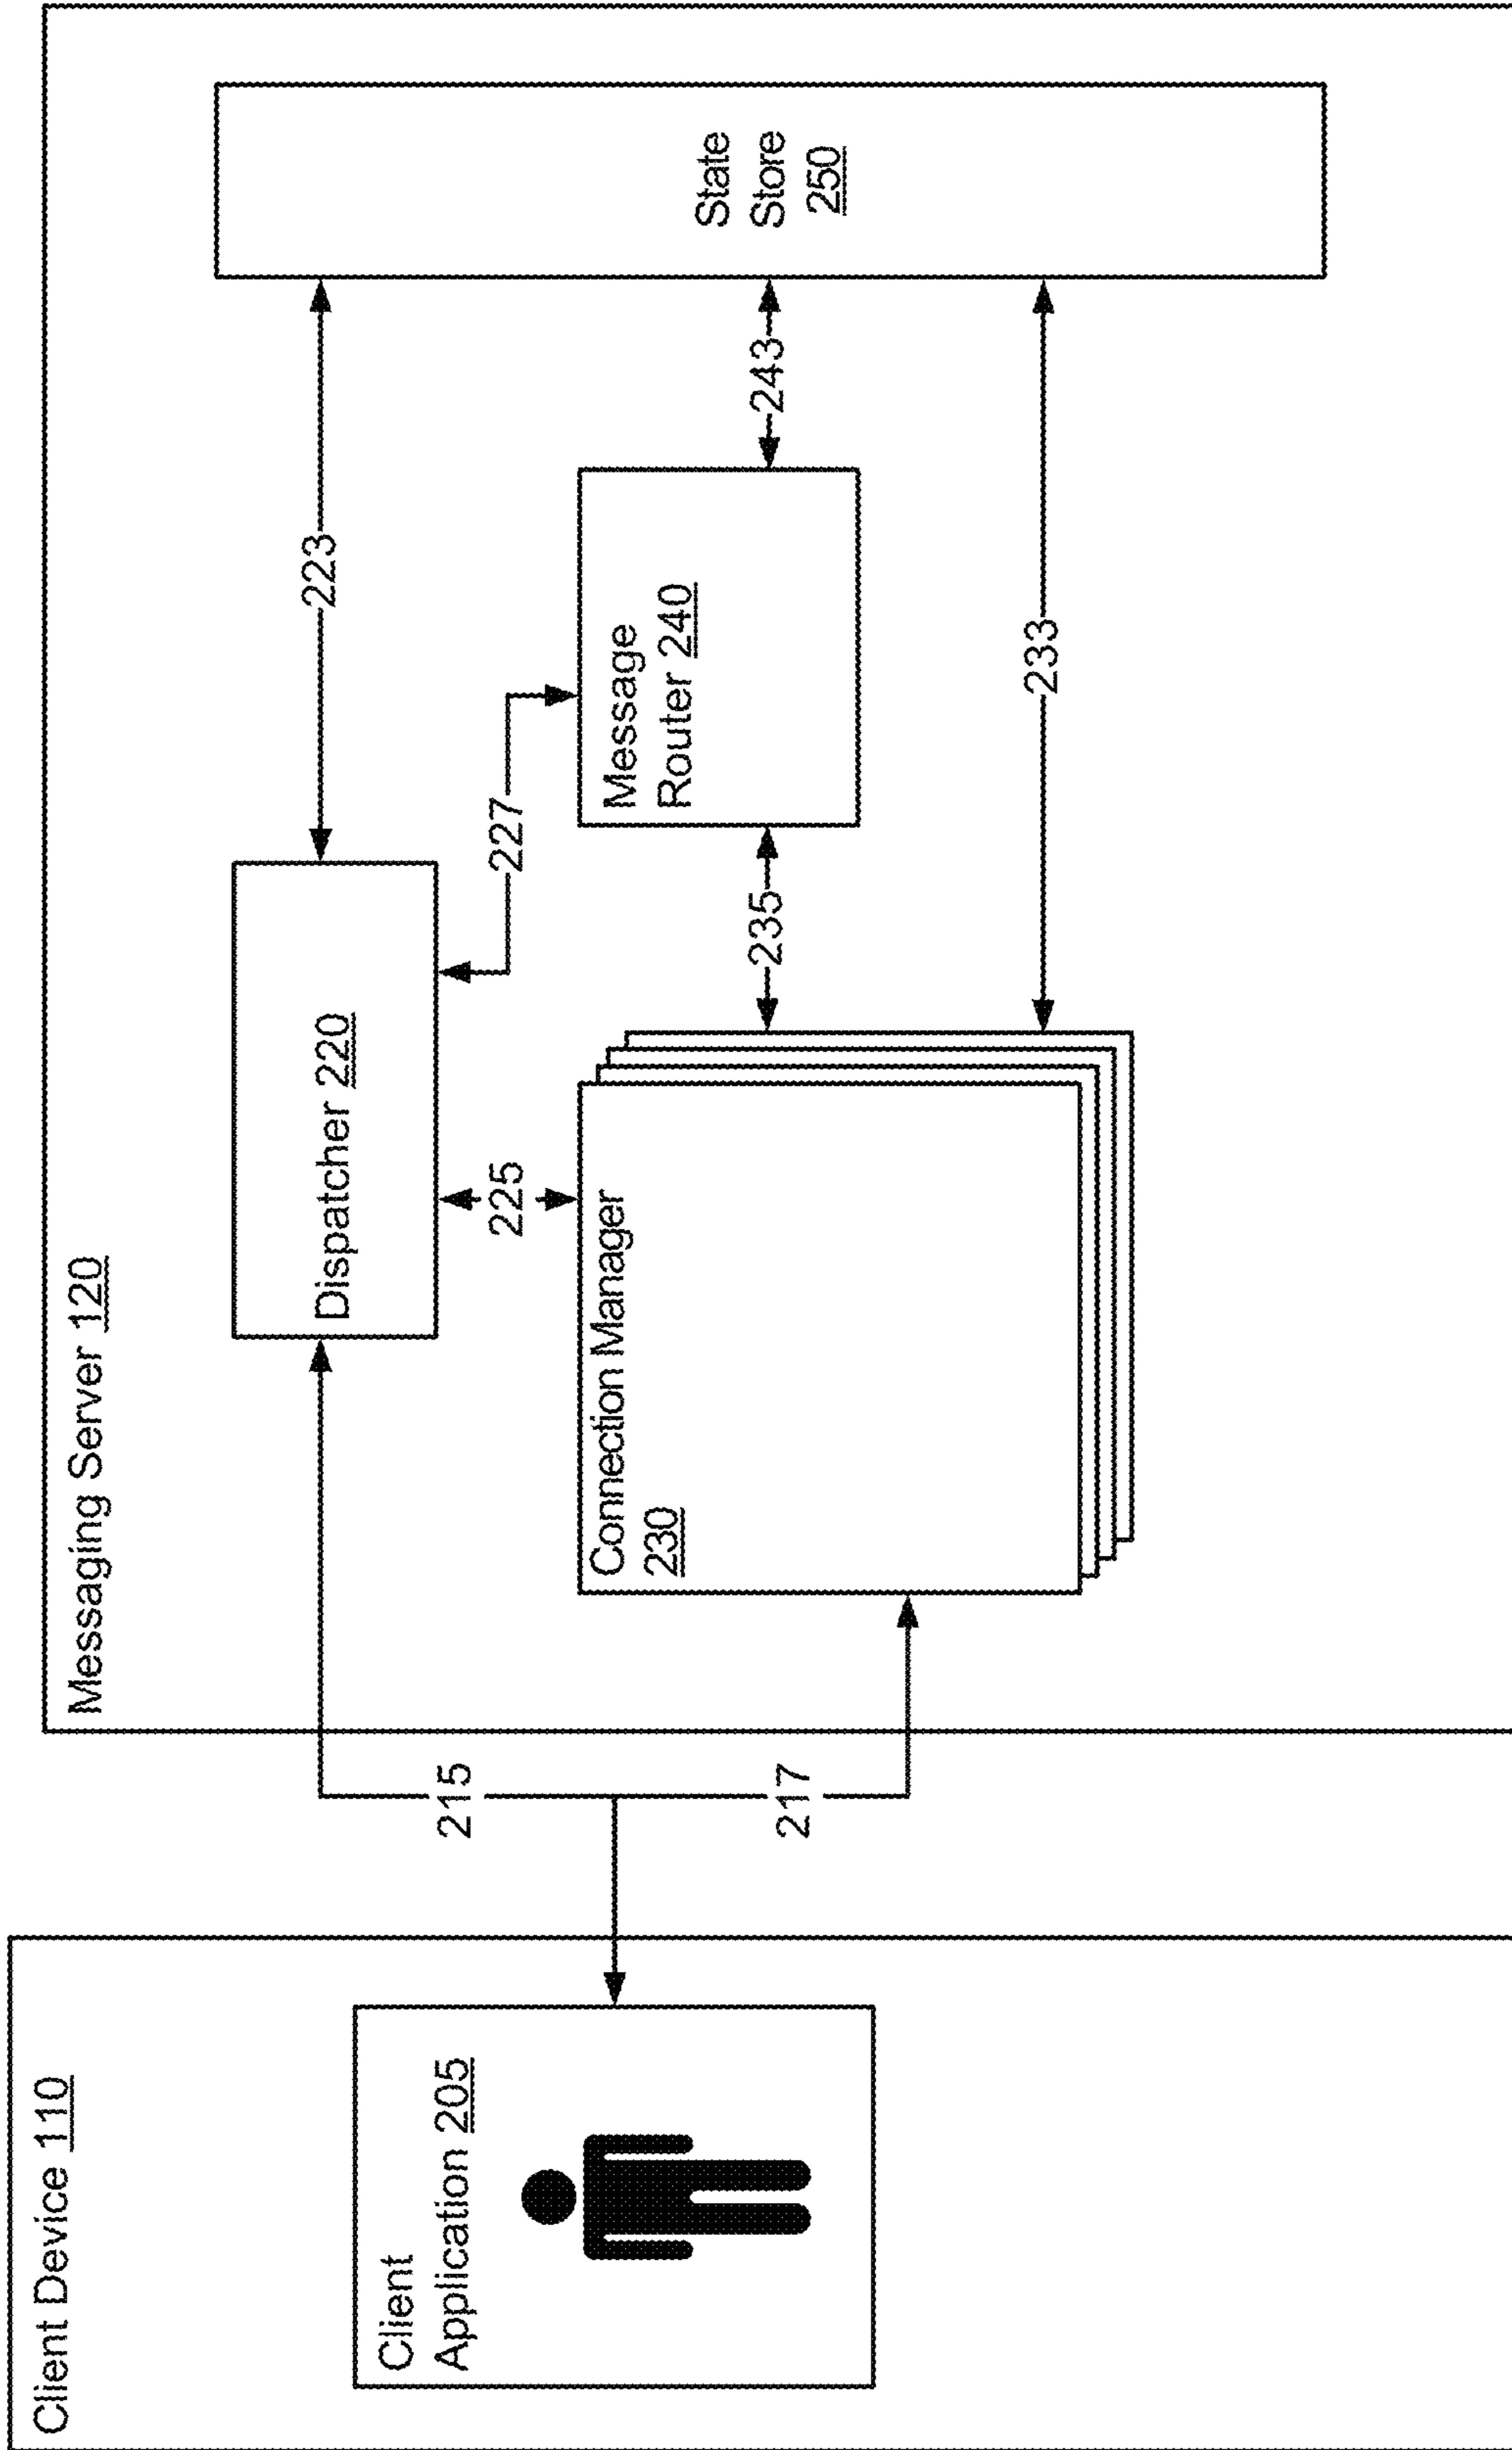 Client Device 110
Client
Application 205
215
217
Messaging Server 120
Dispatcher 220
223
225
227
Connection Manager
230
235
Message
Router 240
243
233
State
Store
250